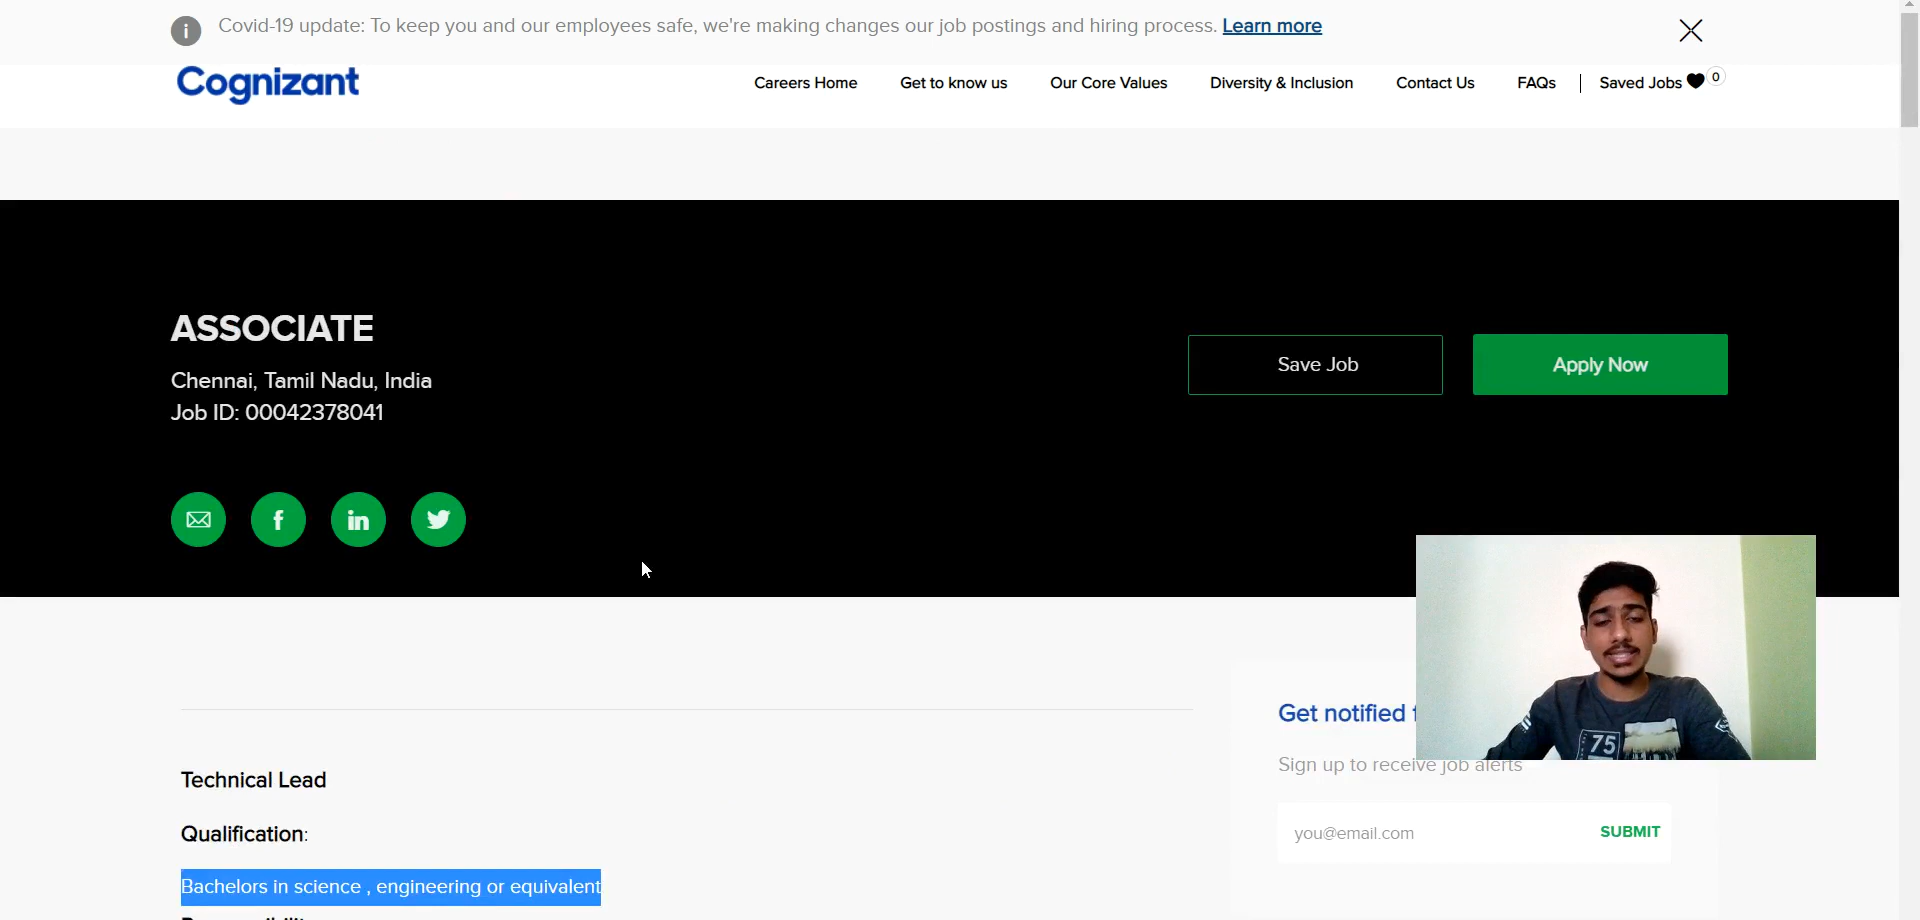 Covid-19 update: To keep you and our employees safe, we're making changes our job postings and hiring process. Learn more
Cognizant
Careers Home Get to know us Our Core Values Diversity & Inclusion Contact Us FAQs | Saved Jobs 0
ASSOCIATE
Chennai, Tamil Nadu, India
Job ID: 00042378041
Save Job
Apply Now
Get notified
Sign up to receive job alerts
you@email.com
SUBMIT
Technical Lead
Qualification:
Bachelors in science , engineering or equivalent
75